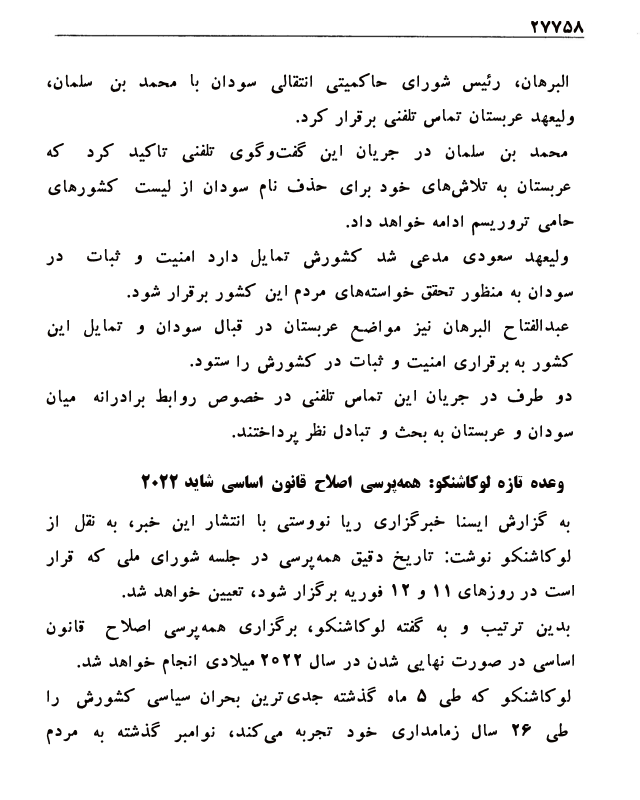 ۲۷۷۵۸
البرهان، رئیس شورای حاکمیتی انتقالی سودان با محمد بن سلمان،
ولیعهد عربستان تماس تلفنی برقرار کرد.
محمد بن سلمان در جریان این گفت‌وگوی تلفنی تاکید کرد که
عربستان به تلاش‌های خود برای حذف نام سودان از لیست کشورهای
حامی تروریسم ادامه خواهد داد.
ولیعهد سعودی مدعی شد کشورش تمایل دارد امنیت و ثبات در
سودان به منظور تحقق خواسته‌های مردم این کشور برقرار شود.
عبدالفتاح البرهان نیز مواضع عربستان در قبال سودان و تمایل این
کشور به برقراری امنیت و ثبات در کشورش را ستود.
دو طرف در جریان این تماس تلفنی در خصوص روابط برادرانه میان
سودان و عربستان به بحث و تبادل نظر پرداختند.
وعده تازه لوکاشنکو: همه‌پرسی اصلاح قانون اساسی شاید ۲۰۲۲
به گزارش ایسنا خبرگزاری ریا نووستی با انتشار این خبر، به نقل از
لوکاشنکو نوشت: تاریخ دقیق همه‌پرسی در جلسه شورای ملی که قرار
است در روزهای ۱۱ و ۱۲ فوریه برگزار شود، تعیین خواهد شد.
بدین ترتیب و به گفته لوکاشنکو، برگزاری همه‌پرسی اصلاح قانون
اساسی در صورت نهایی شدن در سال ۲۰۲۲ میلادی انجام خواهد شد.
لوکاشنکو که طی ۵ ماه گذشته جدی‌ترین بحران سیاسی کشورش را
طی ۲۶ سال زمامداری خود تجربه می‌کند، نوامبر گذشته به مردم